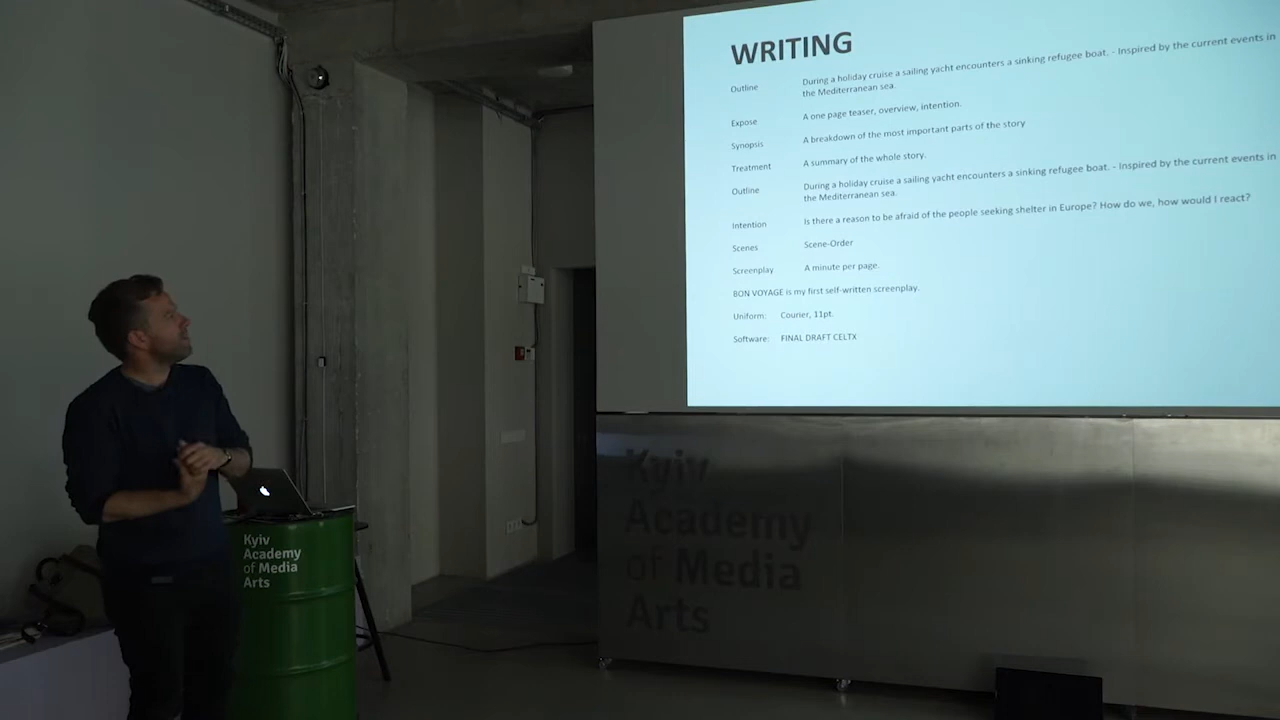 WRITING
Outline During a holiday cruise a sailing yacht encounters a sinking refugee boat. - Inspired by the current events in
the Mediterranean sea.
Expose A one page teaser, overview, intention.
Synopsis A breakdown of the most important parts of the story
Treatment A summary of the whole story.
Outline During a holiday cruise a sailing yacht encounters a sinking refugee boat. - Inspired by the current events in
the Mediterranean sea.
Intention Is there a reason to be afraid of the people seeking shelter in Europe? How do we, how would I react?
Scenes Scene-Order
Screenplay A minute per page.
BON VOYAGE is my first self-written screenplay.
Uniform: Courier, 11pt.
Software: FINAL DRAFT CELTX
Kyiv
Academy
of Media
Arts
Kyiv
Academy
of Media
Arts